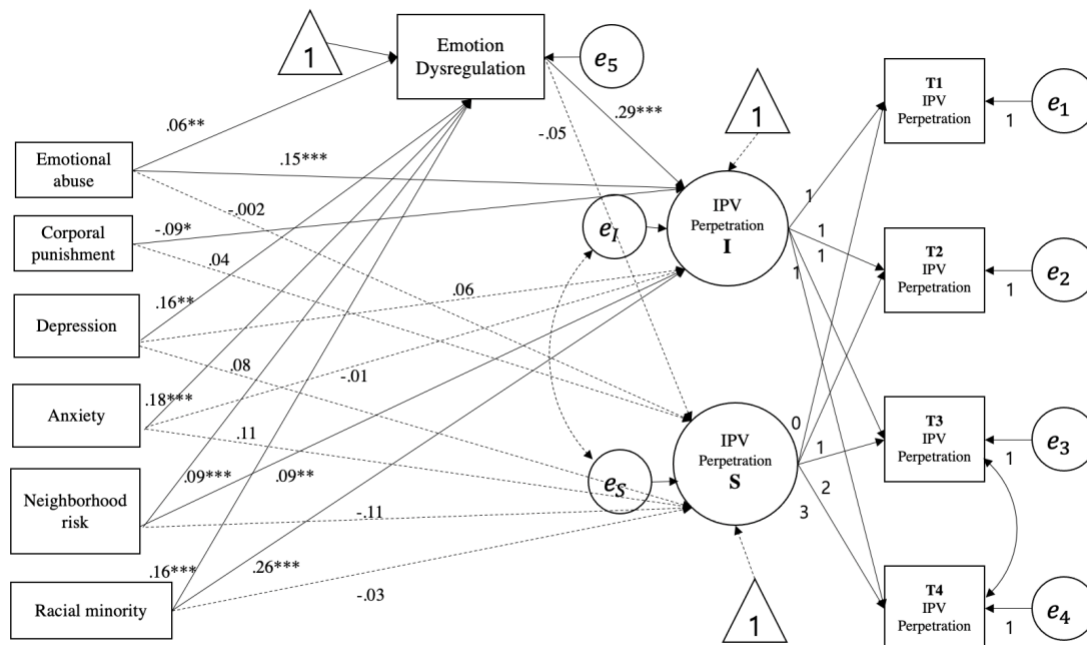 1
Emotion
Dysregulation
e5
.06**
.15***
-.002
-.05
.29***
1
Emotional
abuse
Corporal
punishment
-.09*
.04
eI
IPV
Perpetration
I
1
1
1
1
T1
IPV
Perpetration
1
e1
T2
IPV
Perpetration
1
e2
Depression
.16**
.06
.08
-.01
Anxiety
.18***
.11
Neighborhood
risk
.09***
.09**
-.11
eS
IPV
Perpetration
S
0
1
2
3
T3
IPV
Perpetration
1
e3
Racial minority
.16***
.26***
-.03
1
T4
IPV
Perpetration
1
e4